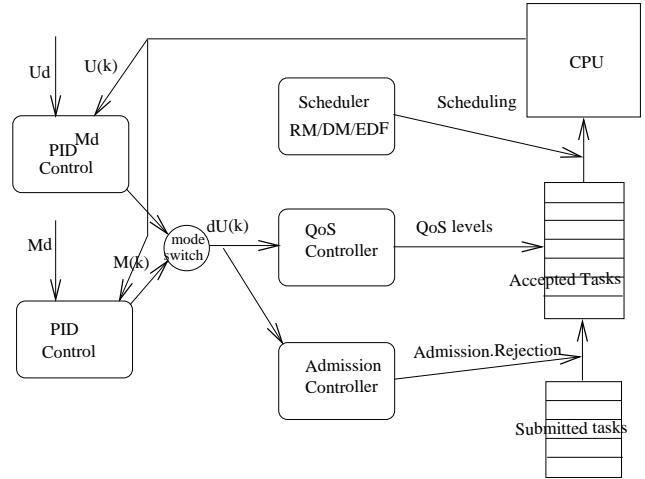 CPU
Ud
U(k)
Scheduler
RM/DM/EDF
Scheduling
Md
PID
Control
Md
mode
switch
dU(k)
QoS
Controller
QoS levels
M(k)
Accepted Tasks
PID
Control
Admission
Controller
Admission.Rejection
Submitted tasks